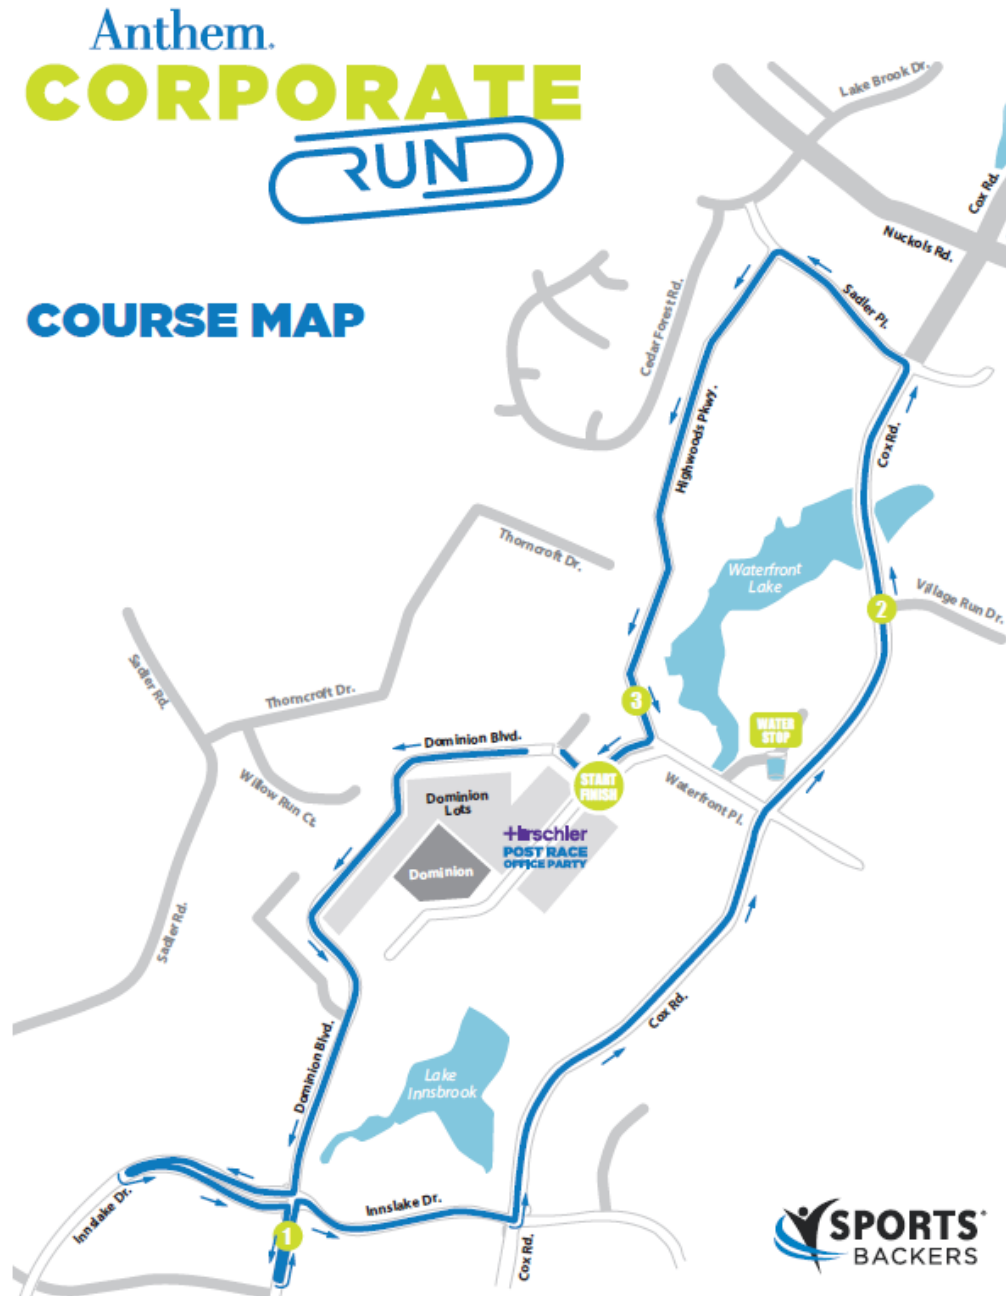 Anthem.
CORPORATE
RUN
COURSE MAP
Lake Brook Dr.
Cox Rd.
Nuckols Rd.
Sadler Pl.
Cedar Forest Rd.
Highwoods Pkwy.
Cox Rd.
Thorncroft Dr.
Waterfront
Lake
2
Village Run Dr.
Sadler Rd.
Thorncroft Dr.
3
WATER
STOP
Dominion Blvd.
START
FINISH
Willow Run Ct.
Dominion
Lots
Waterfront Pl.
Hirschler
POST RACE
OFFICE PARTY
Dominion
Sadler Rd.
Cox Rd.
Dominion Blvd.
Lake
Innsbrook
Innslake Dr.
Innslake Dr.
1
Cox Rd.
SPORTS
BACKERS